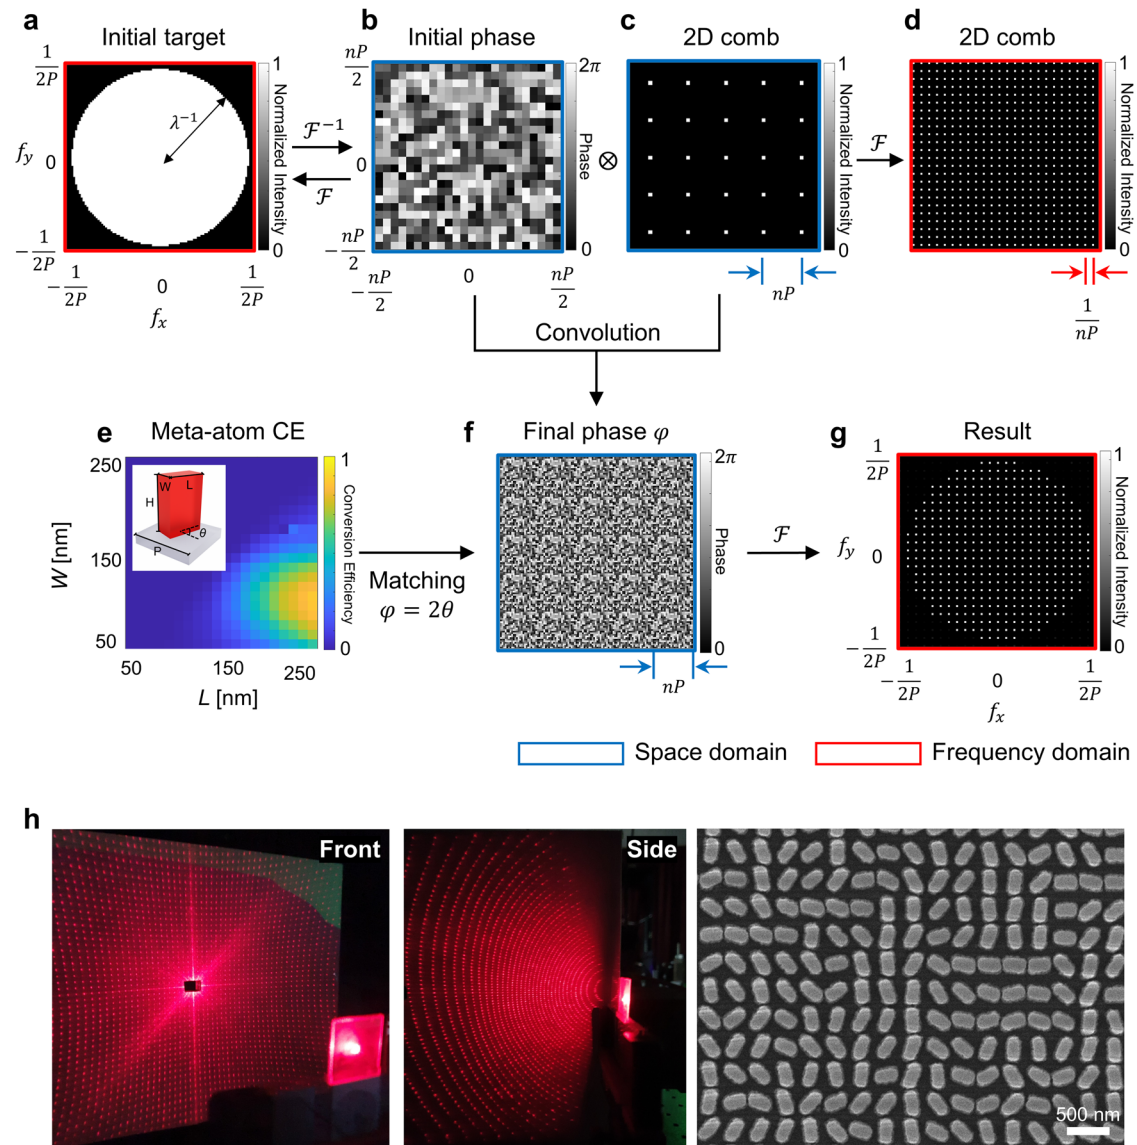 a
Initial target
1/2P
f_y
0
-1/2P
-1/2P
0
1/2P
f_x
λ⁻¹
1
Normalized Intensity
0
ℱ⁻¹
ℱ
b
Initial phase
nP/2
0
-nP/2
-nP/2
0
nP/2
2π
Phase
0
⊗
c
2D comb
1
Normalized Intensity
0
nP
ℱ
d
2D comb
1
Normalized Intensity
0
1/nP
Convolution
e
Meta-atom CE
250
150
50
W [nm]
50
150
250
L [nm]
W
L
H
θ
P
1
Conversion Efficiency
0
Matching
φ = 2θ
f
Final phase φ
2π
Phase
0
nP
ℱ
g
Result
1/2P
f_y
0
-1/2P
-1/2P
0
1/2P
f_x
1
Normalized Intensity
0
Space domain
Frequency domain
h
Front
Side
500 nm